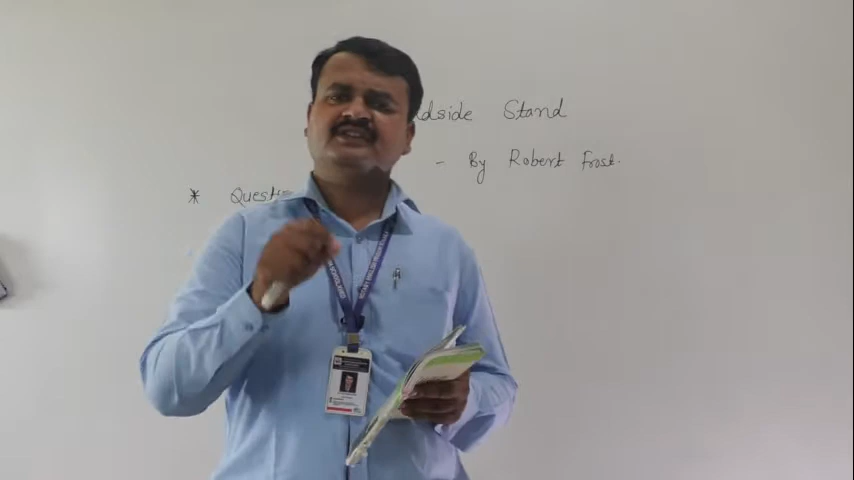 dside Stand
- By Robert Frost.
* Questi